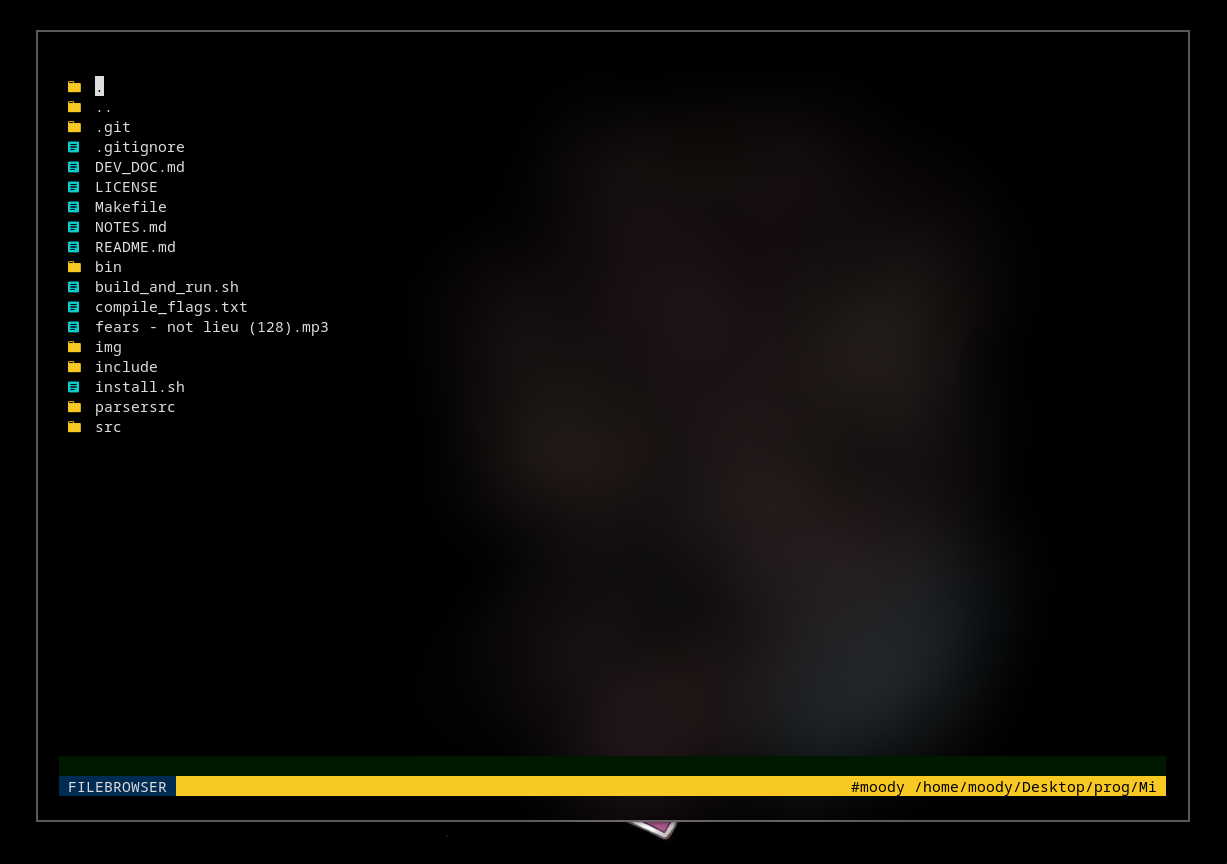 .
..
.git
.gitignore
DEV_DOC.md
LICENSE
Makefile
NOTES.md
README.md
bin
build_and_run.sh
compile_flags.txt
fears - not lieu (128).mp3
img
include
install.sh
parsersrc
src
FILEBROWSER #moody /home/moody/Desktop/prog/Mi